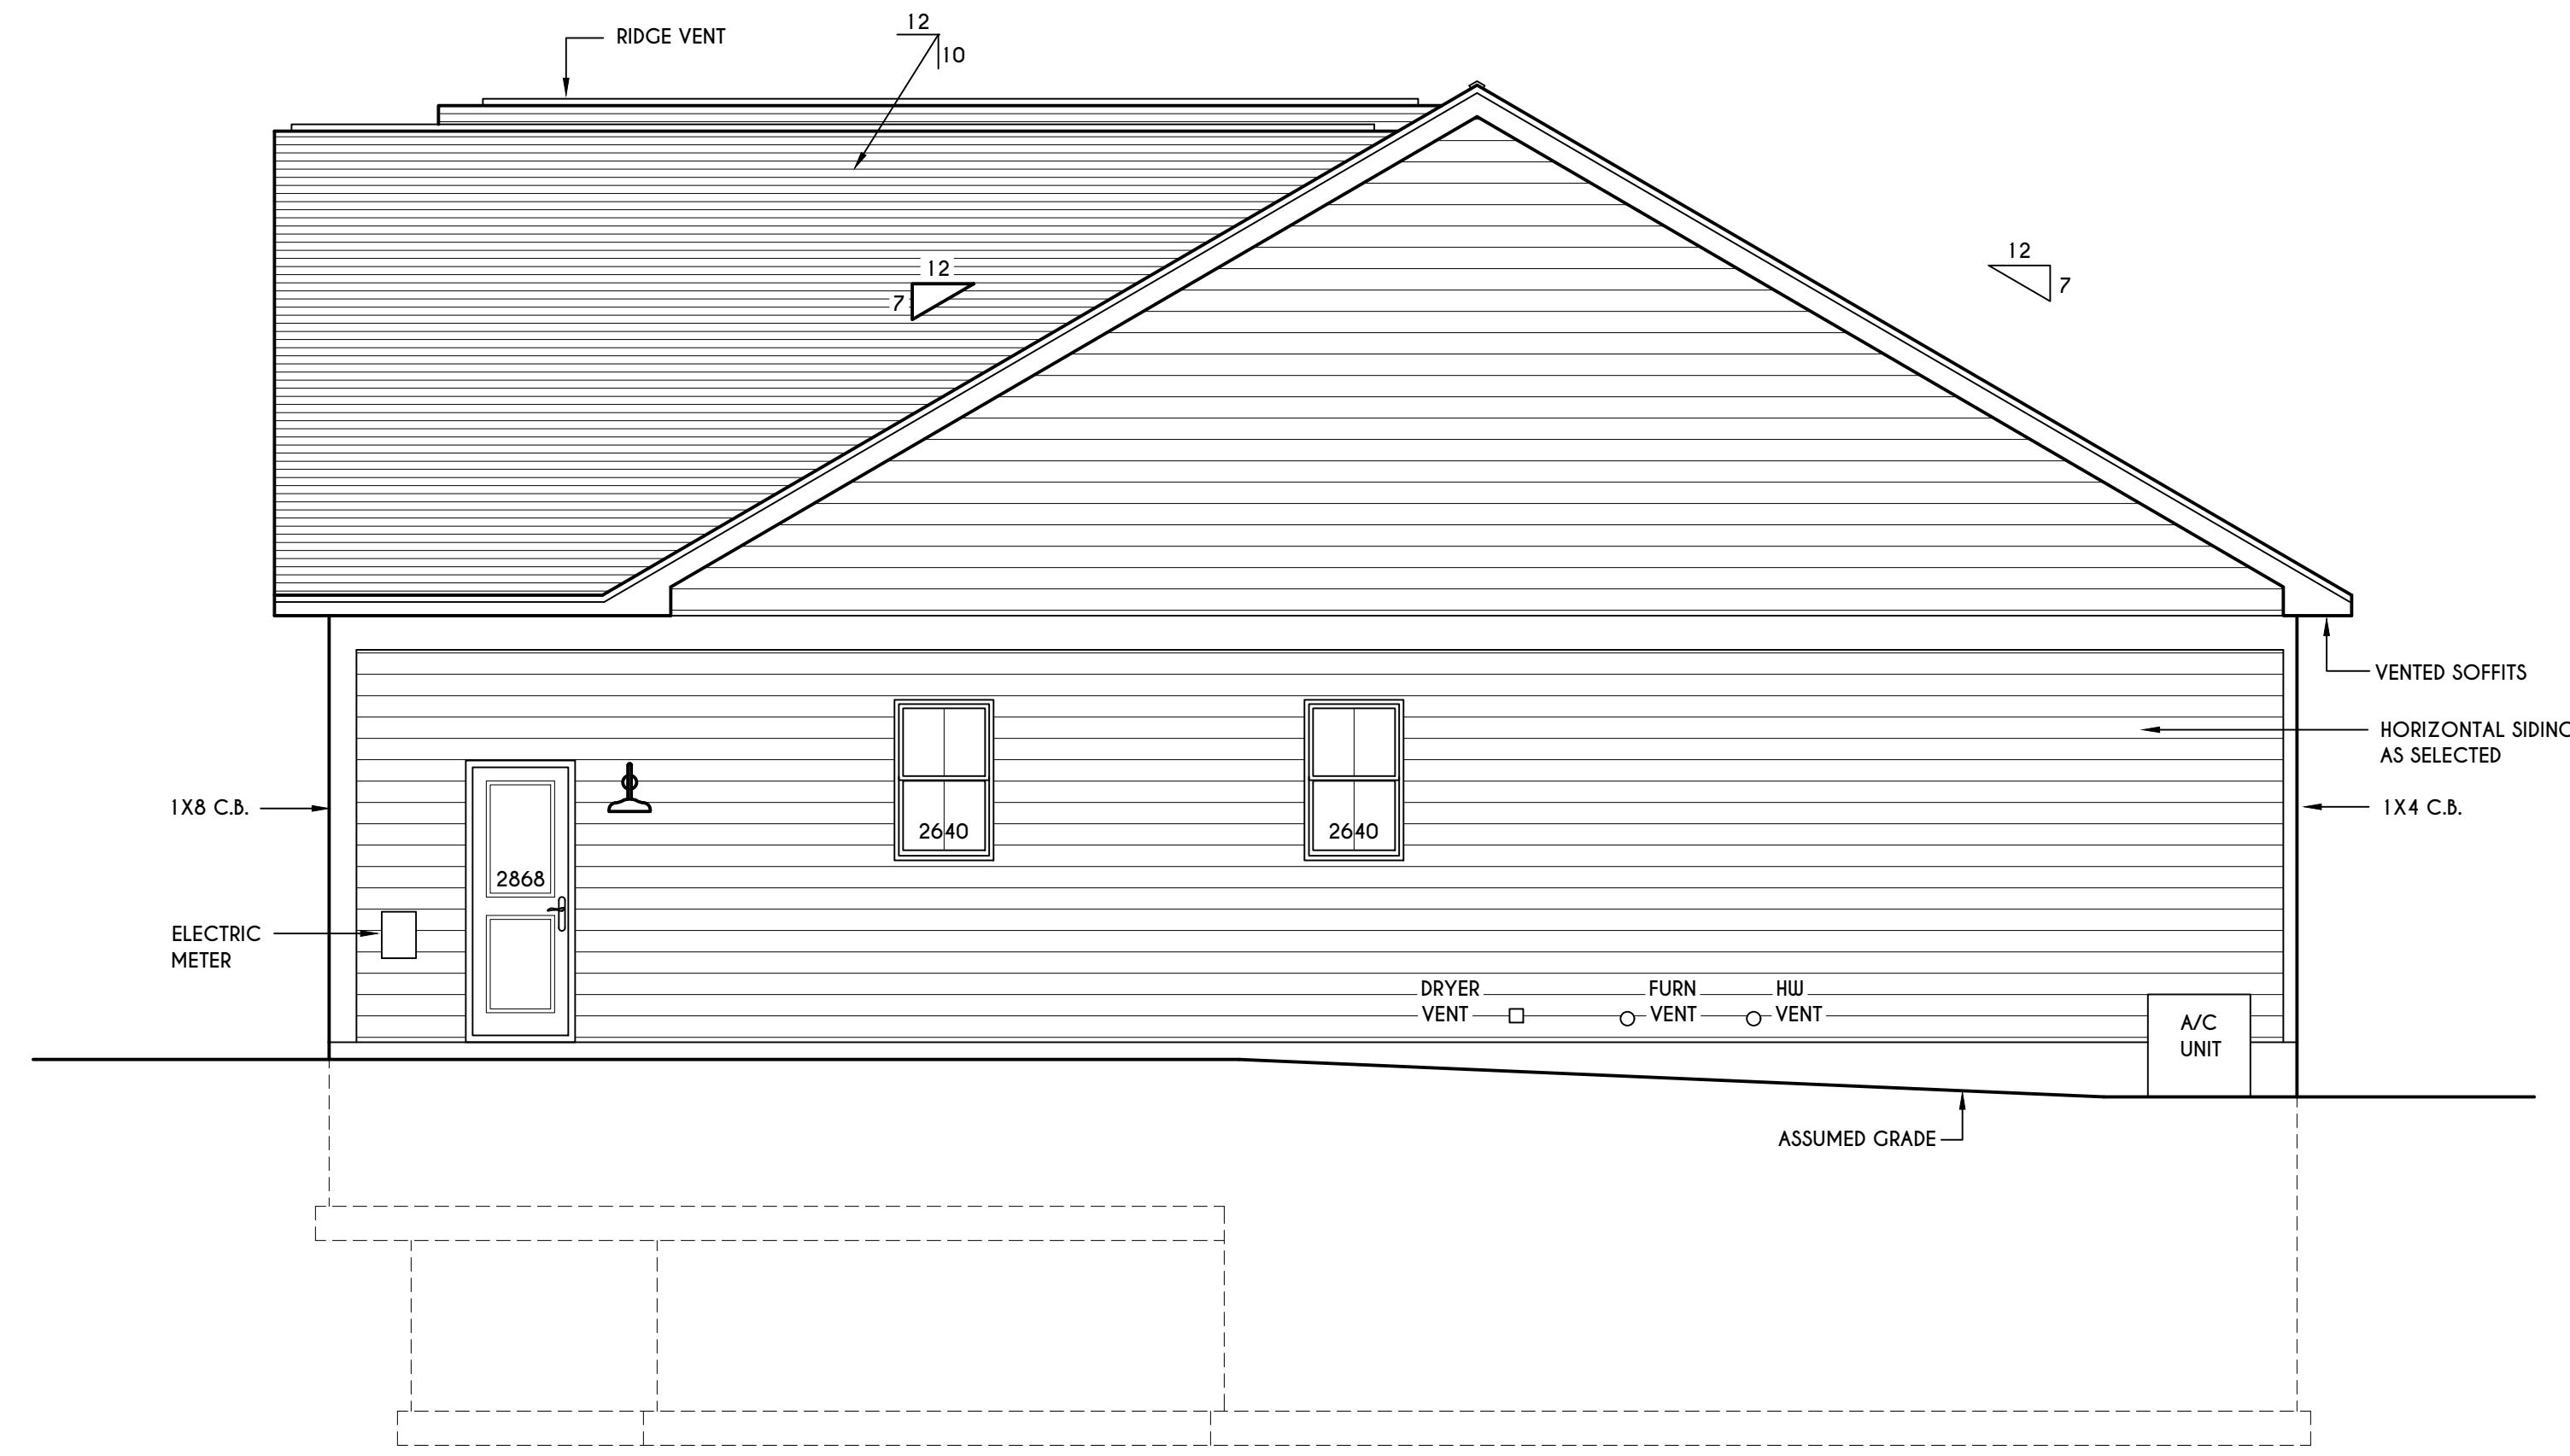 RIDGE VENT
12
10
12
7
12
7
VENTED SOFFITS
HORIZONTAL SIDING
AS SELECTED
1X8 C.B.
1X4 C.B.
2640
2640
2868
ELECTRIC
METER
DRYER
VENT
FURN
VENT
HW
VENT
A/C
UNIT
ASSUMED GRADE